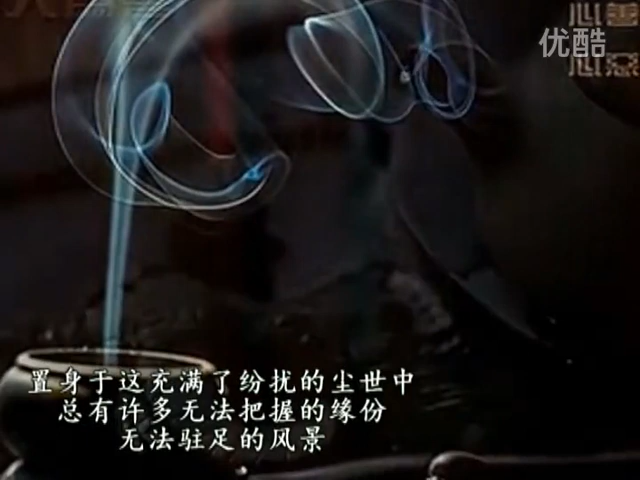 优酷
置身于这充满了纷扰的尘世中
总有许多无法把握的缘份
无法驻足的风景